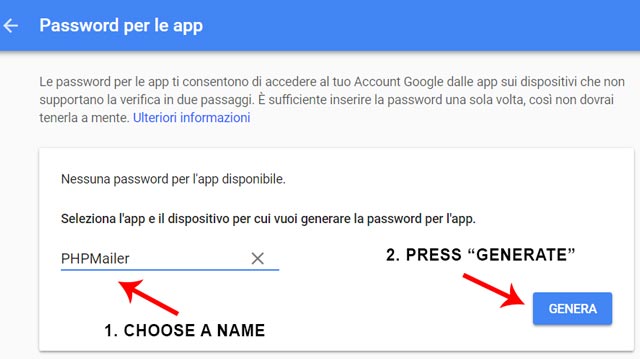 Password per le app
Le password per le app ti consentono di accedere al tuo Account Google dalle app sui dispositivi che non
supportano la verifica in due passaggi. È sufficiente inserire la password una sola volta, così non dovrai
tenerla a mente. Ulteriori informazioni
Nessuna password per l'app disponibile.
Seleziona l'app e il dispositivo per cui vuoi generare la password per l'app.
PHPMailer
2. PRESS “GENERATE”
GENERA
1. CHOOSE A NAME